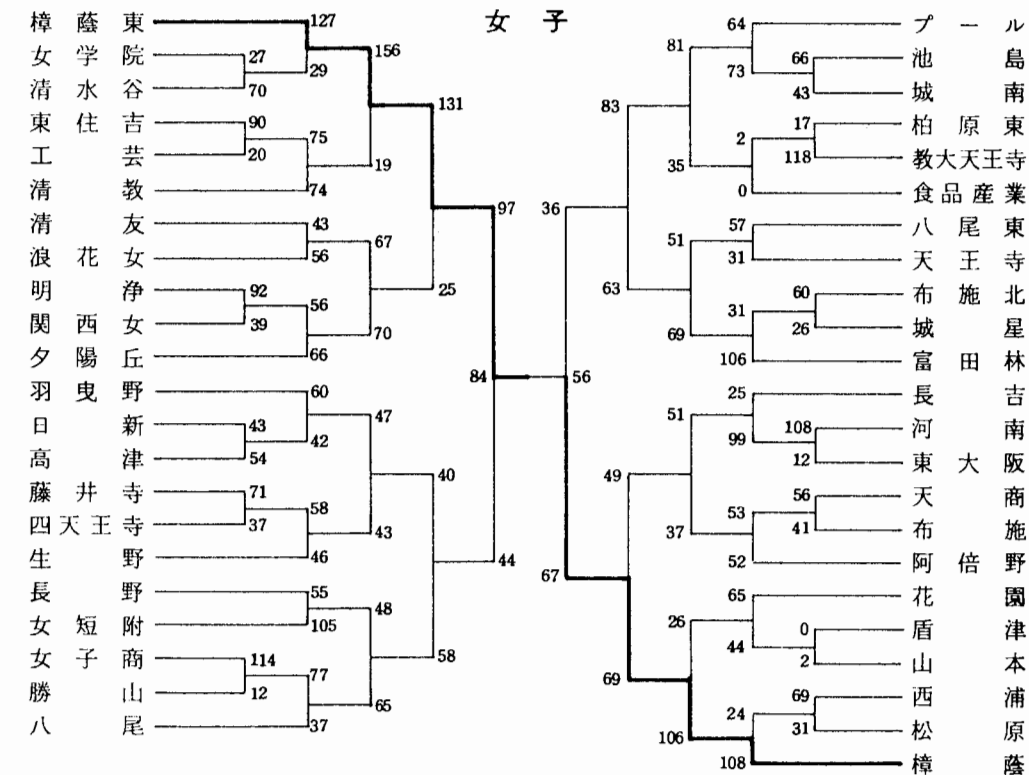 女子
樟蔭東
女学院
清水谷
東住吉
工芸
清教
清友
浪花女
明浄
関西女
夕陽丘
羽曳野
日新
高津
藤井寺
四天王寺
生野
長野
女短附
女子商
勝山
八尾
27
70
90
20
92
39
43
54
71
37
114
12
127
29
75
74
43
56
56
66
60
42
58
46
55
105
77
37
156
19
67
70
47
43
48
65
131
25
40
58
97
44
84
56
36
67
83
63
49
69
81
35
51
69
51
37
26
106
64
73
2
0
57
31
31
106
25
99
53
52
65
44
24
108
66
43
17
118
60
26
108
12
56
41
0
2
69
31
プール
池島
城南
柏原東
教大天王寺
食品産業
八尾東
天王寺
布施北
城星
富田林
長吉
河南
東大阪
天商
布施
阿倍野
花園
盾津
山本
西浦
松原
樟蔭